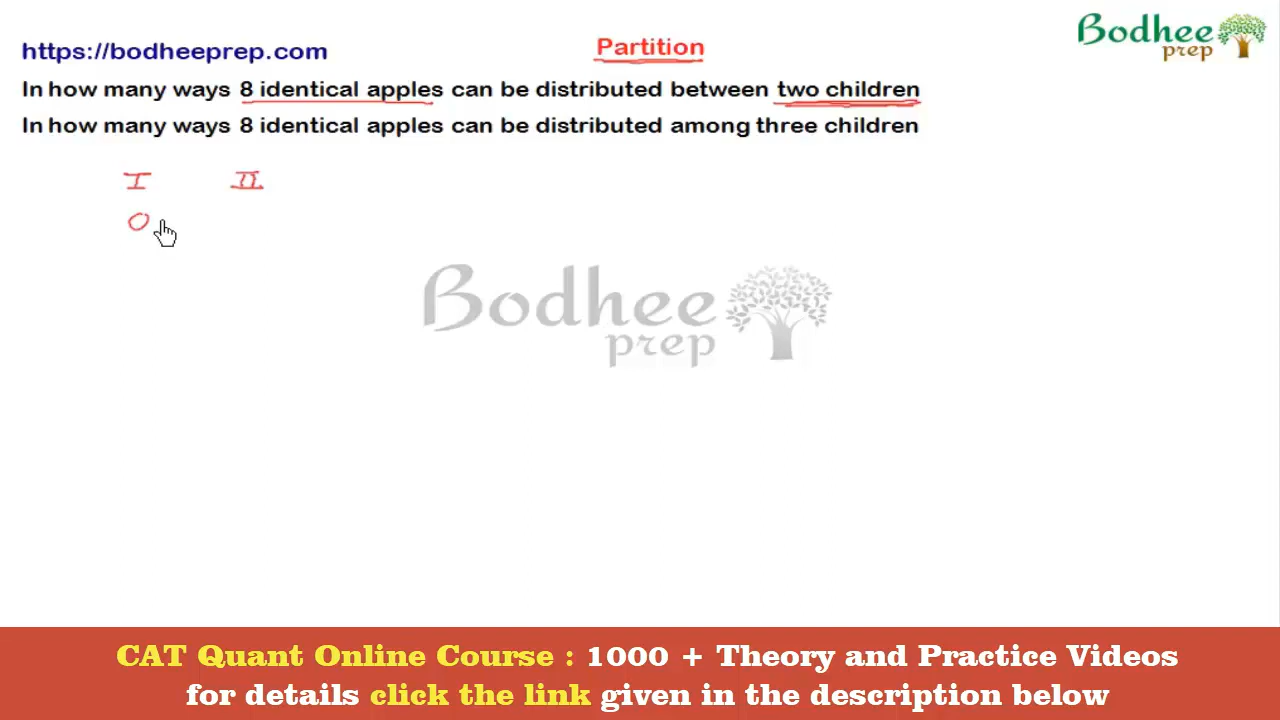 Bodhee
prep
https://bodheeprep.com
Partition
In how many ways 8 identical apples can be distributed between two children
In how many ways 8 identical apples can be distributed among three children
I II
0
Bodhee
prep
CAT Quant Online Course : 1000 + Theory and Practice Videos
for details click the link given in the description below